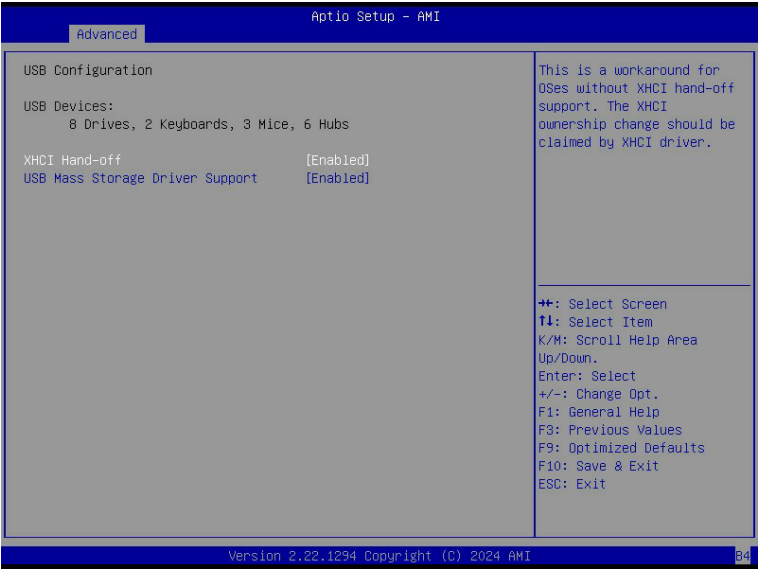 Aptio Setup – AMI
Advanced
USB Configuration
USB Devices:
8 Drives, 2 Keyboards, 3 Mice, 6 Hubs
XHCI Hand-off [Enabled]
USB Mass Storage Driver Support [Enabled]
This is a workaround for
OSes without XHCI hand-off
support. The XHCI
ownership change should be
claimed by XHCI driver.
→←: Select Screen
↑↓: Select Item
K/M: Scroll Help Area
Up/Down.
Enter: Select
+/-: Change Opt.
F1: General Help
F3: Previous Values
F9: Optimized Defaults
F10: Save & Exit
ESC: Exit
Version 2.22.1294 Copyright (C) 2024 AMI
B4